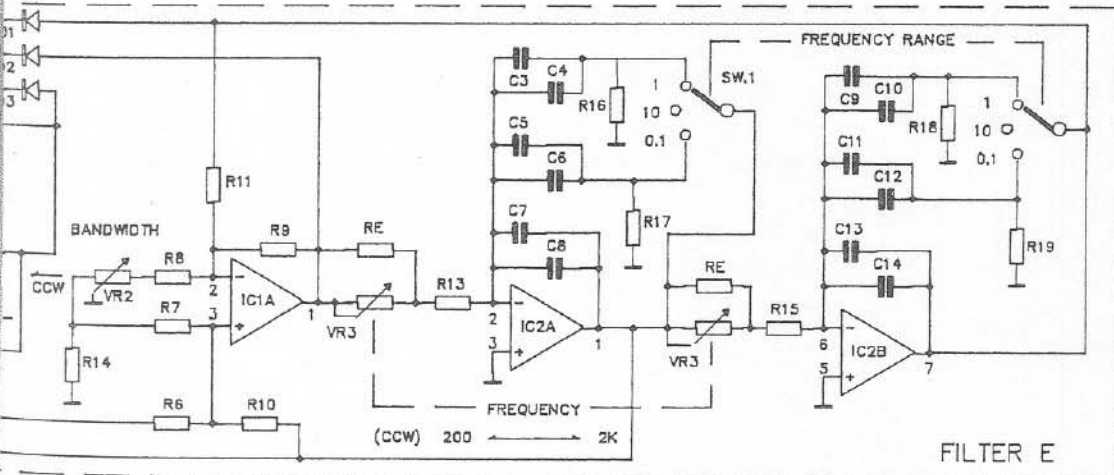 FREQUENCY RANGE
C3
C4
R16
1
10
0.1
SW.1
C9
C10
R18
1
10
0.1
C5
C6
C11
C12
R11
R17
R19
BANDWIDTH
R9
RE
C7
C8
C13
C14
CCW
VR2
R8
2
R13
RE
R7
3
IC1A
1
VR3
2
IC2A
3
1
VR3
R15
6
IC2B
5
7
R14
R6
R10
FREQUENCY
(CCW) 200 2K
FILTER E